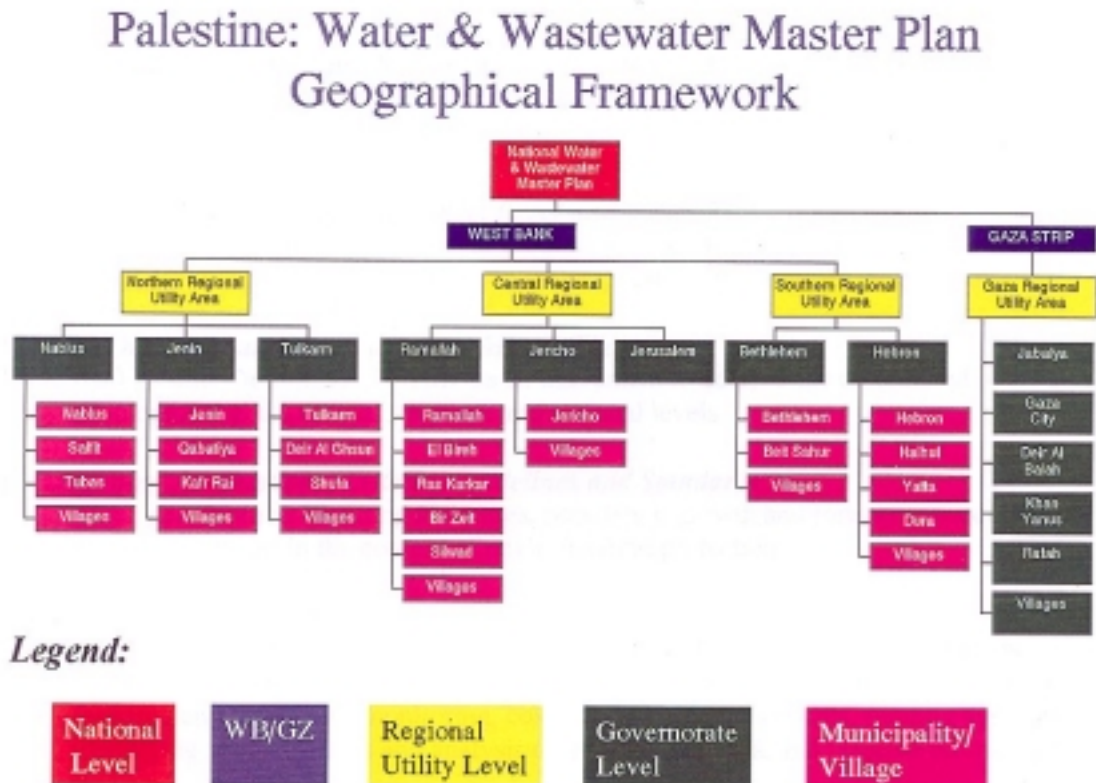 Palestine: Water & Wastewater Master Plan
Geographical Framework
National Water
& Wastewater
Master Plan
WEST BANK
GAZA STRIP
Northern Regional
Utility Area
Central Regional
Utility Area
Southern Regional
Utility Area
Gaza Regional
Utility Area
Nablus
Jenin
Tulkarm
Ramallah
Jericho
Jerusalem
Bethlehem
Hebron
Nablus
Salfit
Tubas
Villages
Jenin
Qabatiya
Kafr Rai
Villages
Tulkarm
Deir Al Ghsun
Shufa
Villages
Ramallah
El Bireh
Ras Karkar
Bir Zeit
Silwad
Villages
Jericho
Villages
Bethlehem
Beit Sahur
Villages
Hebron
Halhul
Yatta
Dura
Villages
Jabalya
Gaza
City
Deir Al
Balah
Khan
Yunus
Rafah
Villages
Legend:
National
Level
WB/GZ
Regional
Utility Level
Governorate
Level
Municipality/
Village